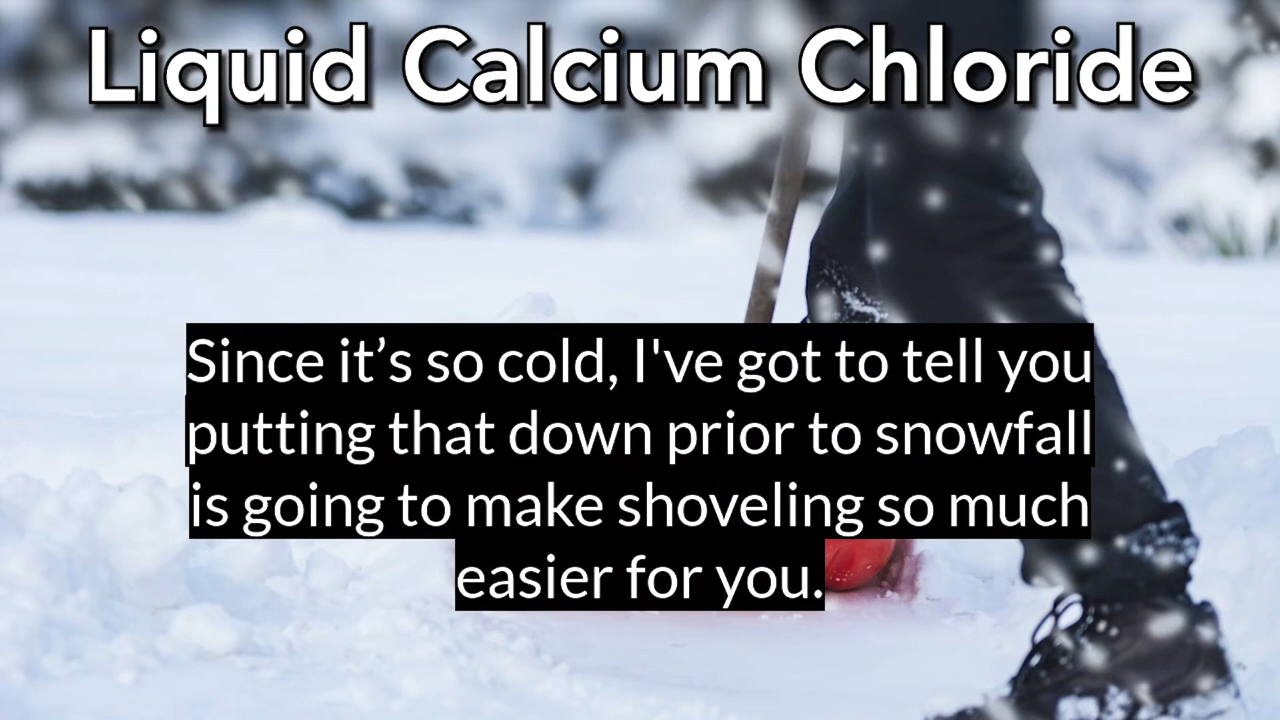 Liquid Calcium Chloride
Since it’s so cold, I've got to tell you
putting that down prior to snowfall
is going to make shoveling so much
easier for you.